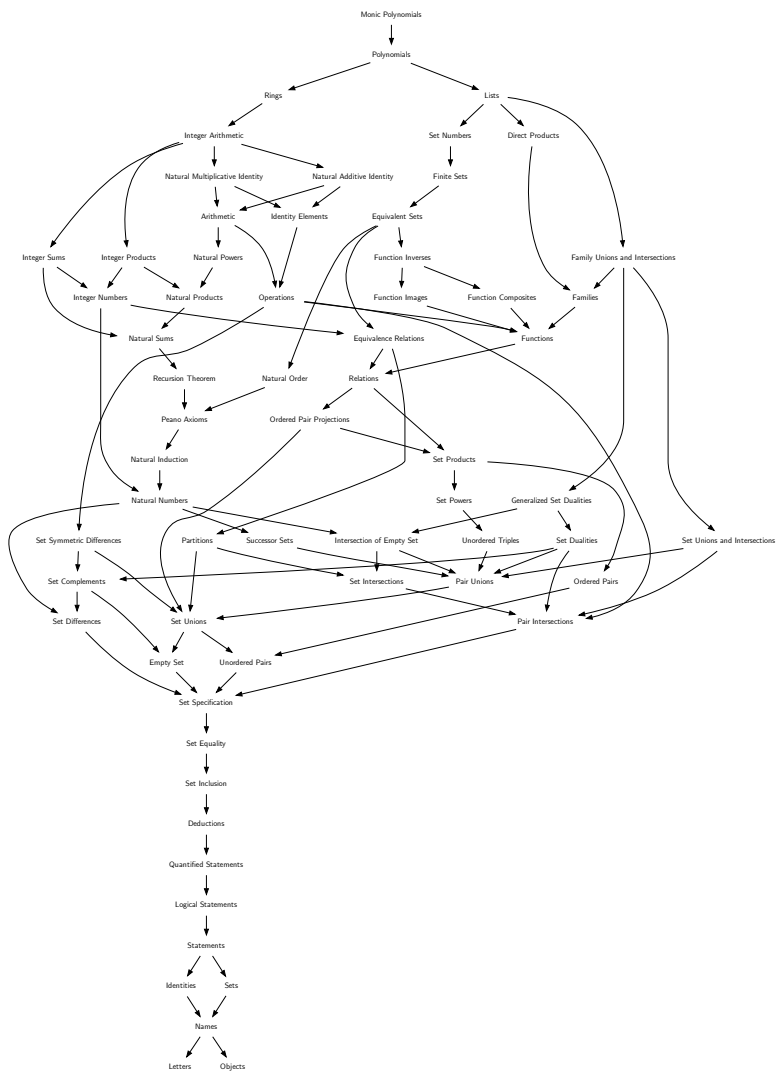 Monic Polynomials
Polynomials
Rings
Lists
Integer Arithmetic
Set Numbers
Direct Products
Natural Multiplicative Identity
Natural Additive Identity
Finite Sets
Arithmetic
Identity Elements
Equivalent Sets
Integer Sums
Integer Products
Natural Powers
Function Inverses
Family Unions and Intersections
Integer Numbers
Natural Products
Operations
Function Images
Function Composites
Families
Natural Sums
Equivalence Relations
Functions
Recursion Theorem
Natural Order
Relations
Peano Axioms
Ordered Pair Projections
Natural Induction
Set Products
Natural Numbers
Set Powers
Generalized Set Dualities
Set Symmetric Differences
Partitions
Successor Sets
Intersection of Empty Set
Unordered Triples
Set Dualities
Set Unions and Intersections
Set Complements
Set Intersections
Pair Unions
Ordered Pairs
Set Differences
Set Unions
Pair Intersections
Empty Set
Unordered Pairs
Set Specification
Set Equality
Set Inclusion
Deductions
Quantified Statements
Logical Statements
Statements
Identities
Sets
Names
Letters
Objects